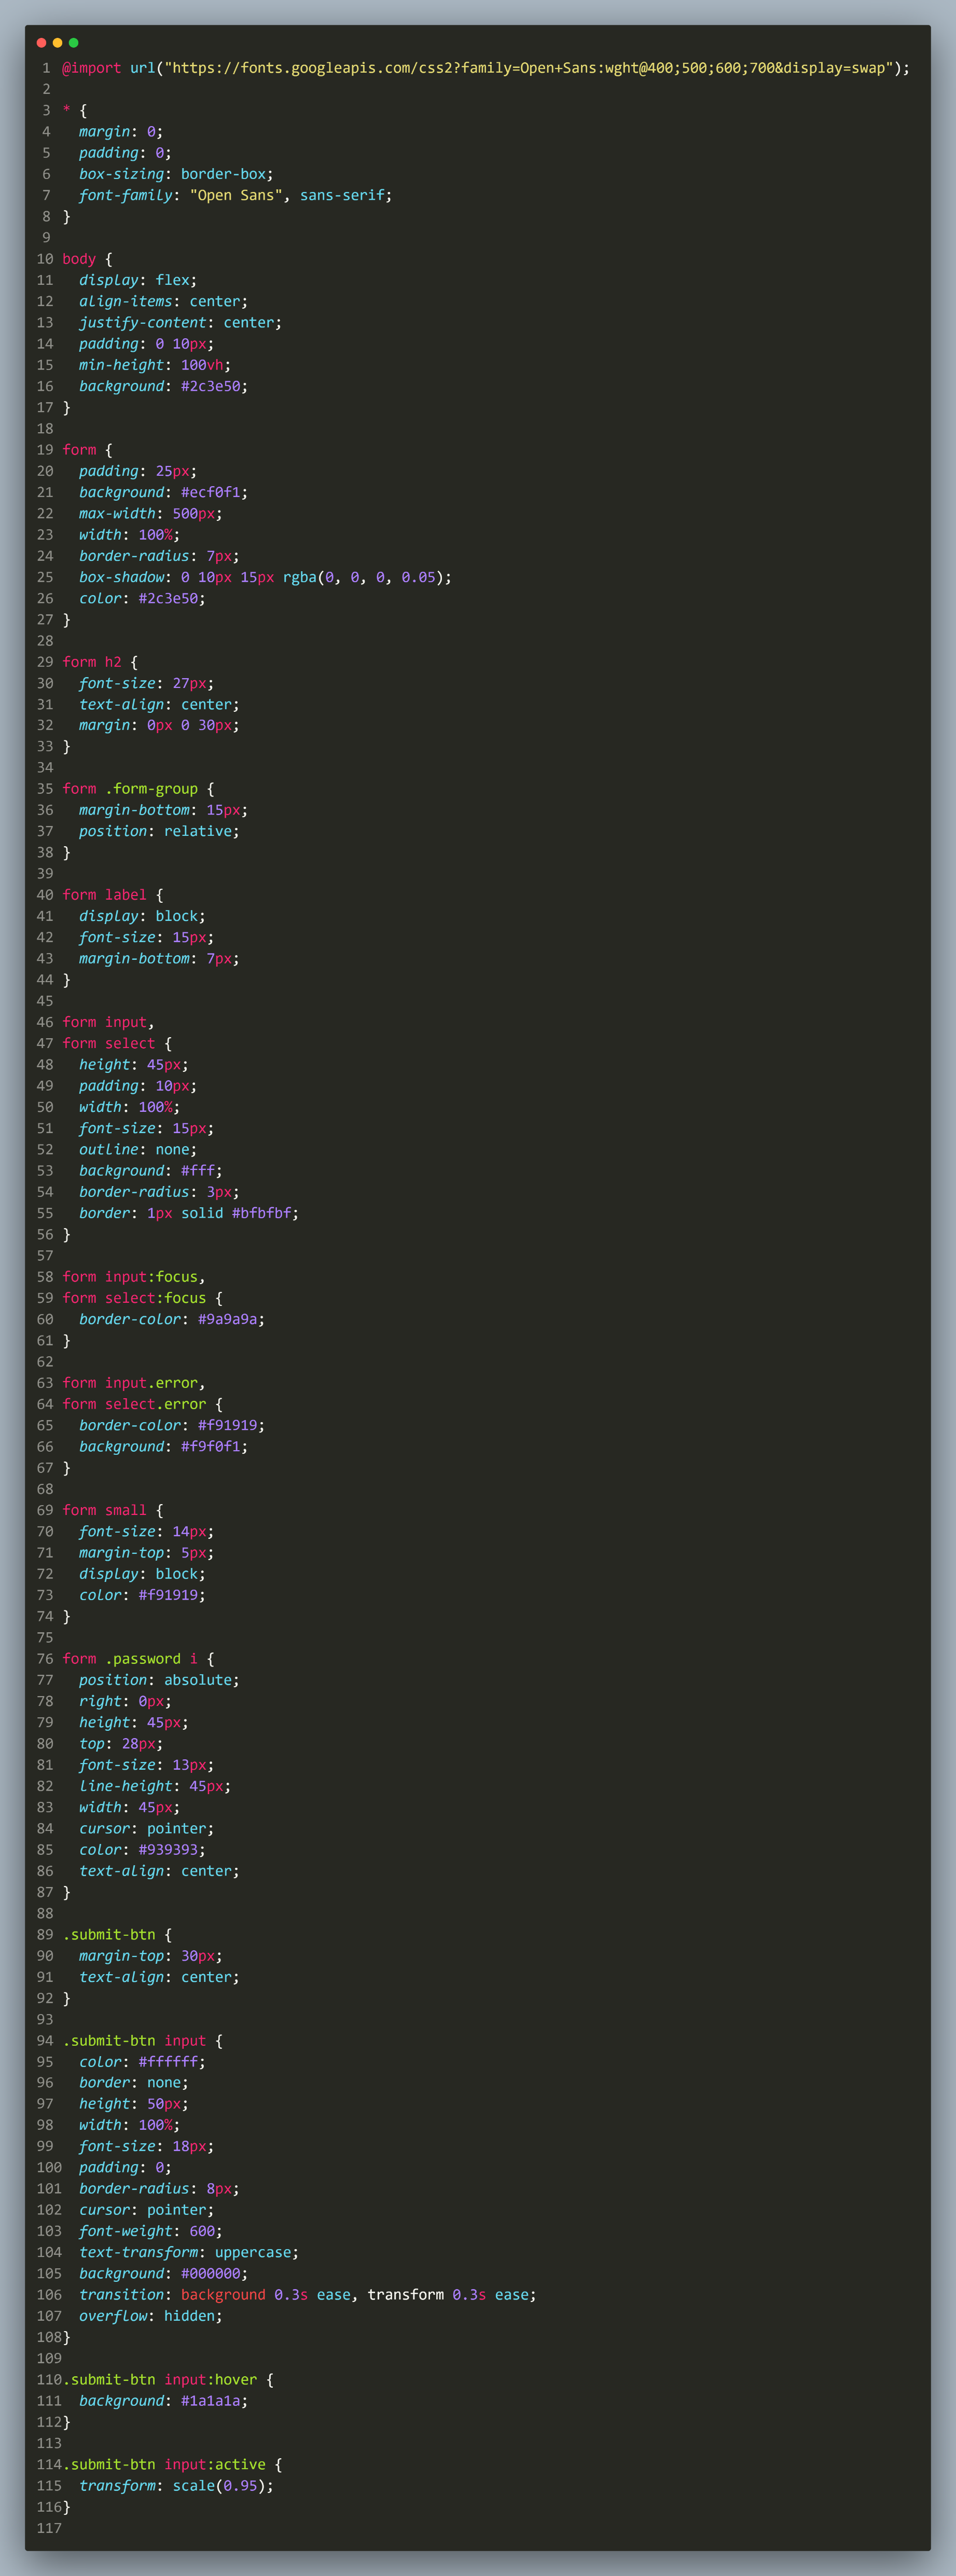 1 @import url("https://fonts.googleapis.com/css2?family=Open+Sans:wght@400;500;600;700&display=swap");
2
3 * {
4   margin: 0;
5   padding: 0;
6   box-sizing: border-box;
7   font-family: "Open Sans", sans-serif;
8 }
9
10 body {
11   display: flex;
12   align-items: center;
13   justify-content: center;
14   padding: 0 10px;
15   min-height: 100vh;
16   background: #2c3e50;
17 }
18
19 form {
20   padding: 25px;
21   background: #ecf0f1;
22   max-width: 500px;
23   width: 100%;
24   border-radius: 7px;
25   box-shadow: 0 10px 15px rgba(0, 0, 0, 0.05);
26   color: #2c3e50;
27 }
28
29 form h2 {
30   font-size: 27px;
31   text-align: center;
32   margin: 0px 0 30px;
33 }
34
35 form .form-group {
36   margin-bottom: 15px;
37   position: relative;
38 }
39
40 form label {
41   display: block;
42   font-size: 15px;
43   margin-bottom: 7px;
44 }
45
46 form input,
47 form select {
48   height: 45px;
49   padding: 10px;
50   width: 100%;
51   font-size: 15px;
52   outline: none;
53   background: #fff;
54   border-radius: 3px;
55   border: 1px solid #bfbfbf;
56 }
57
58 form input:focus,
59 form select:focus {
60   border-color: #9a9a9a;
61 }
62
63 form input.error,
64 form select.error {
65   border-color: #f91919;
66   background: #f9f0f1;
67 }
68
69 form small {
70   font-size: 14px;
71   margin-top: 5px;
72   display: block;
73   color: #f91919;
74 }
75
76 form .password i {
77   position: absolute;
78   right: 0px;
79   height: 45px;
80   top: 28px;
81   font-size: 13px;
82   line-height: 45px;
83   width: 45px;
84   cursor: pointer;
85   color: #939393;
86   text-align: center;
87 }
88
89 .submit-btn {
90   margin-top: 30px;
91   text-align: center;
92 }
93
94 .submit-btn input {
95   color: #ffffff;
96   border: none;
97   height: 50px;
98   width: 100%;
99   font-size: 18px;
100   padding: 0;
101   border-radius: 8px;
102   cursor: pointer;
103   font-weight: 600;
104   text-transform: uppercase;
105   background: #000000;
106   transition: background 0.3s ease, transform 0.3s ease;
107   overflow: hidden;
108 }
109
110 .submit-btn input:hover {
111   background: #1a1a1a;
112 }
113
114 .submit-btn input:active {
115   transform: scale(0.95);
116 }
117